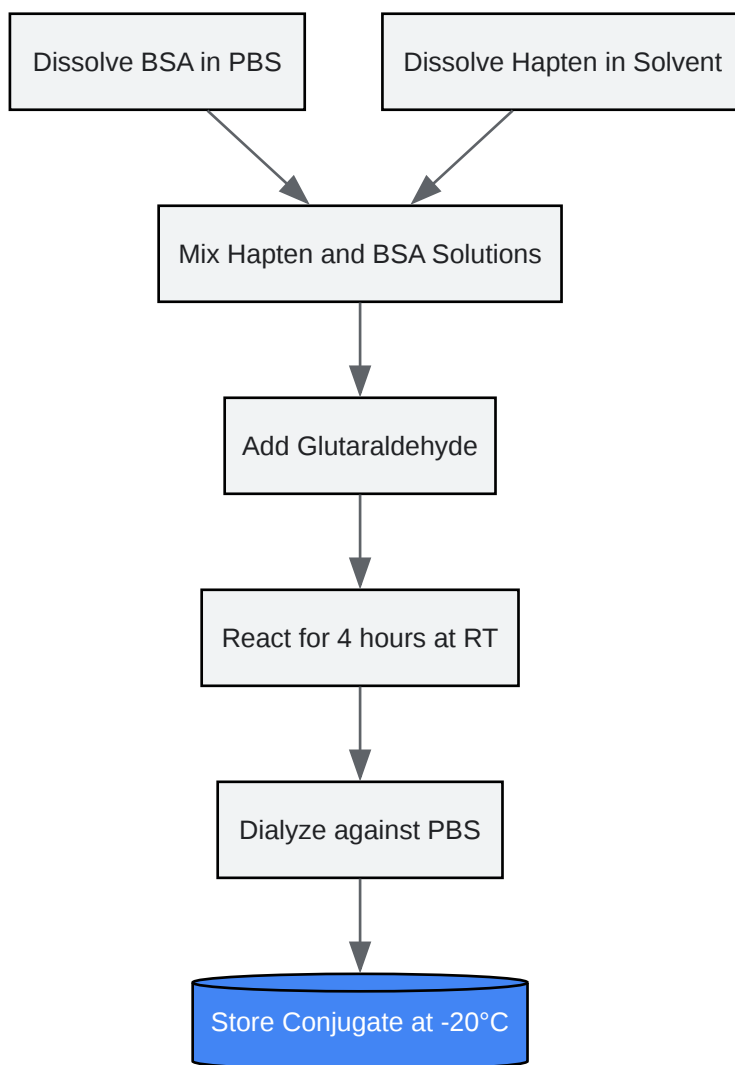 Dissolve BSA in PBS
Dissolve Hapten in Solvent
Mix Hapten and BSA Solutions
Add Glutaraldehyde
React for 4 hours at RT
Dialyze against PBS
Store Conjugate at -20°C